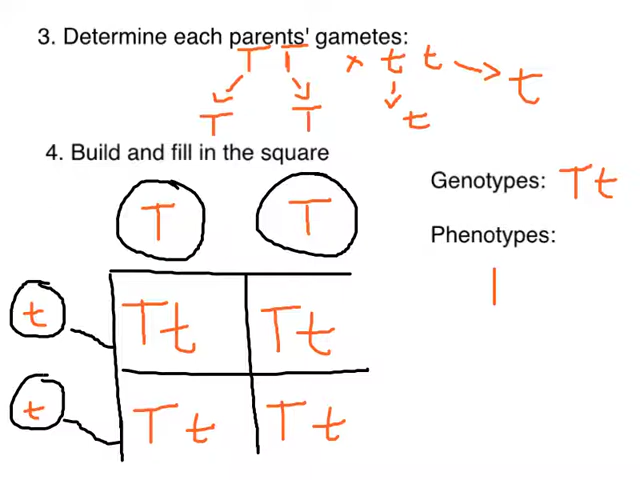 3. Determine each parents' gametes:
T T x t t → t
T T t
4. Build and fill in the square
Genotypes: Tt
T T
Phenotypes:
t Tt Tt
t Tt Tt